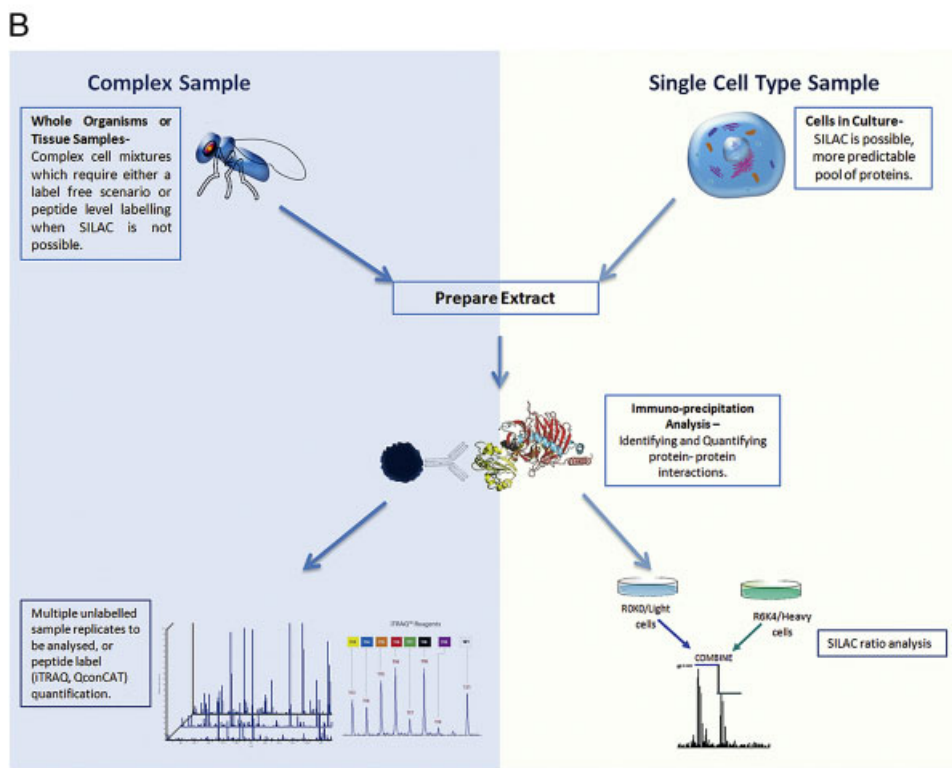 B
Complex Sample
Single Cell Type Sample
Whole Organisms or
Tissue Samples-
Complex cell mixtures
which require either a
label free scenario or
peptide level labelling
when SILAC is not
possible.
Cells in Culture-
SILAC is possible,
more predictable
pool of proteins.
Prepare Extract
Immuno-precipitation
Analysis –
Identifying and Quantifying
protein- protein
interactions.
Multiple unlabelled
sample replicates to
be analysed, or
peptide label
(iTRAQ, QconCAT)
quantification.
iTRAQ™ Reagents
R0K0/Light
cells
R6K4/Heavy
cells
COMBINE
SILAC ratio analysis